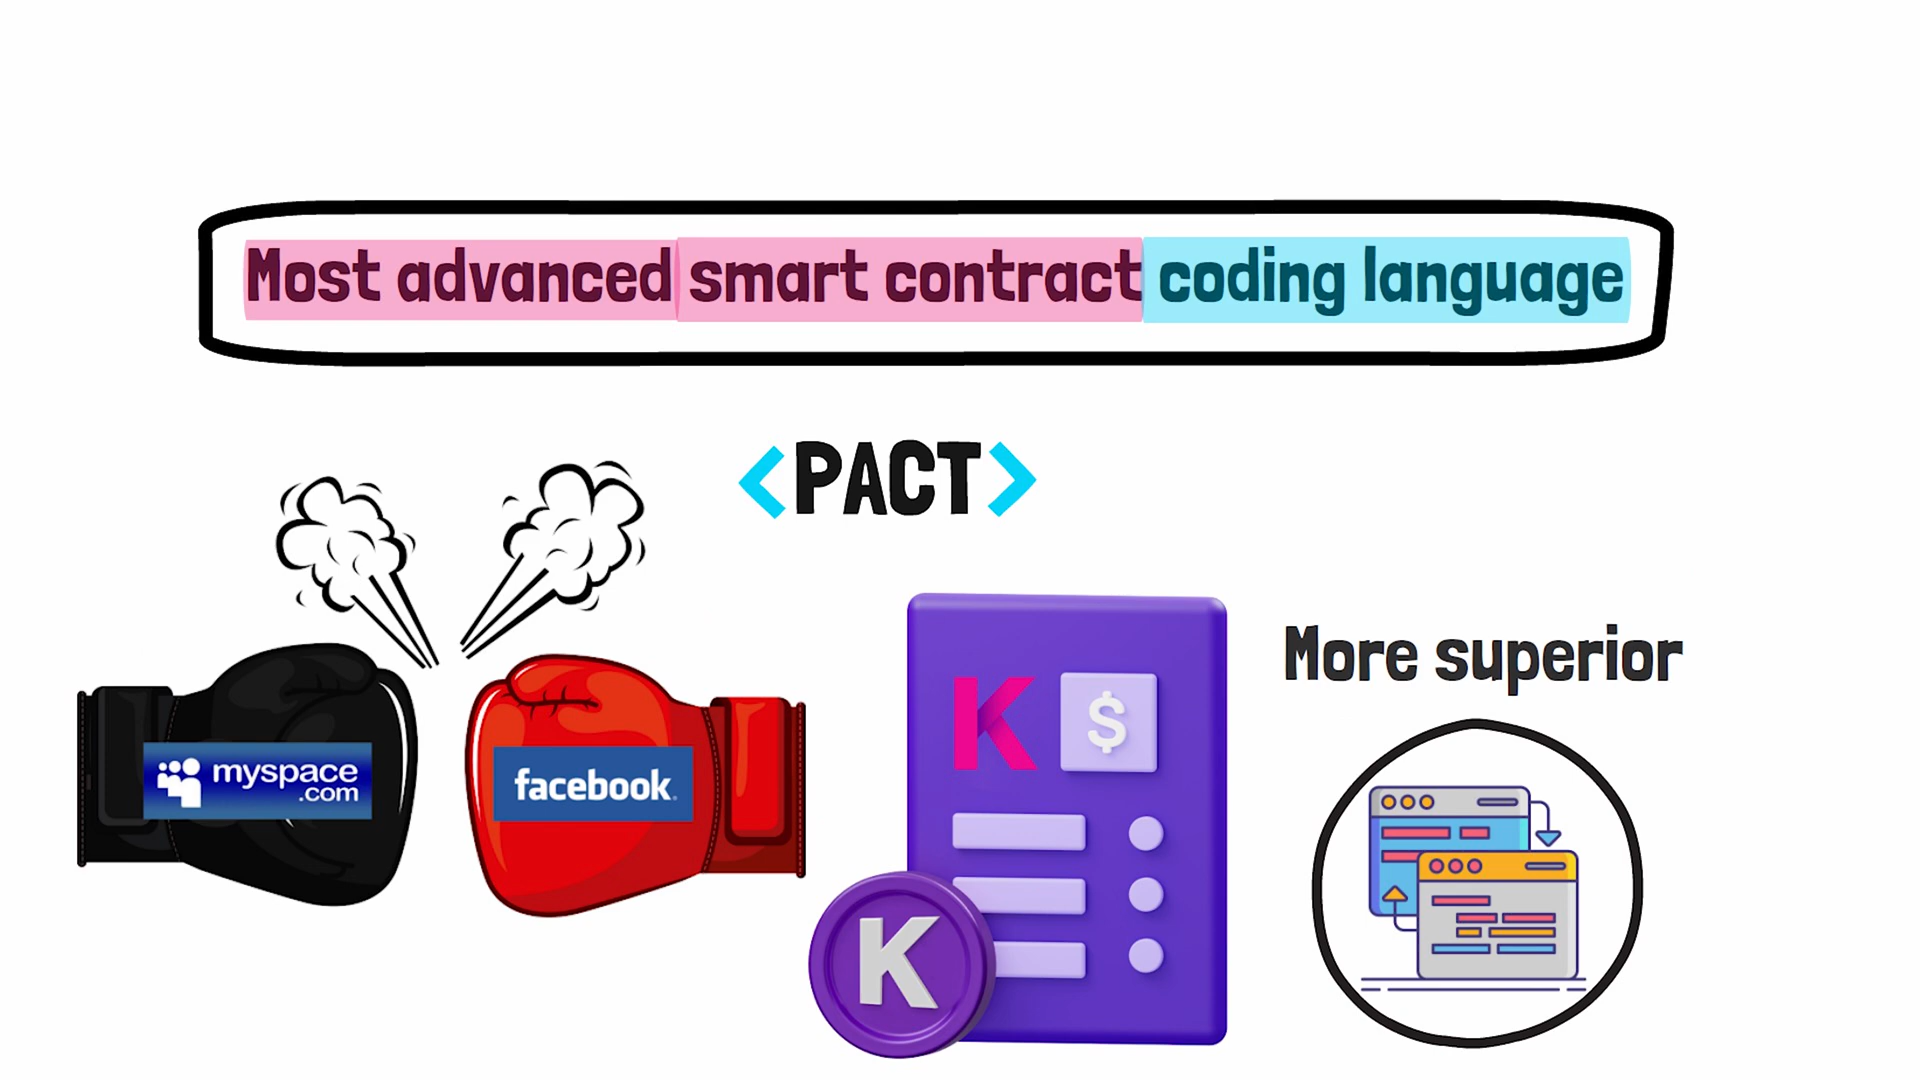 Most advanced smart contract coding language
<PACT>
More superior
myspace
.com
facebook.
K $
K